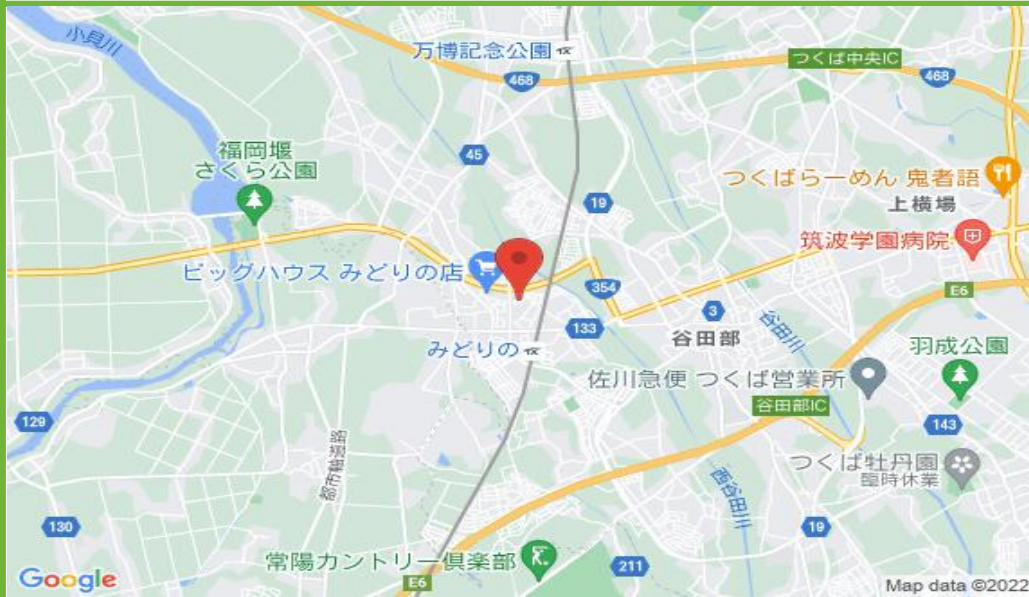 小貝川
万博記念公園
つくば中央IC
468
468
福岡堰
さくら公園
45
19
つくばらーめん 鬼者語
上横場
筑波学園病院
ビッグハウス みどりの店
354
E6
3
133
谷田部
谷田川
みどりの
羽成公園
佐川急便 つくば営業所
谷田部IC
129
143
都市軸道路
つくば牡丹園
臨時休業
西谷田川
130
19
常陽カントリー倶楽部
211
E6
Google
Map data ©2022